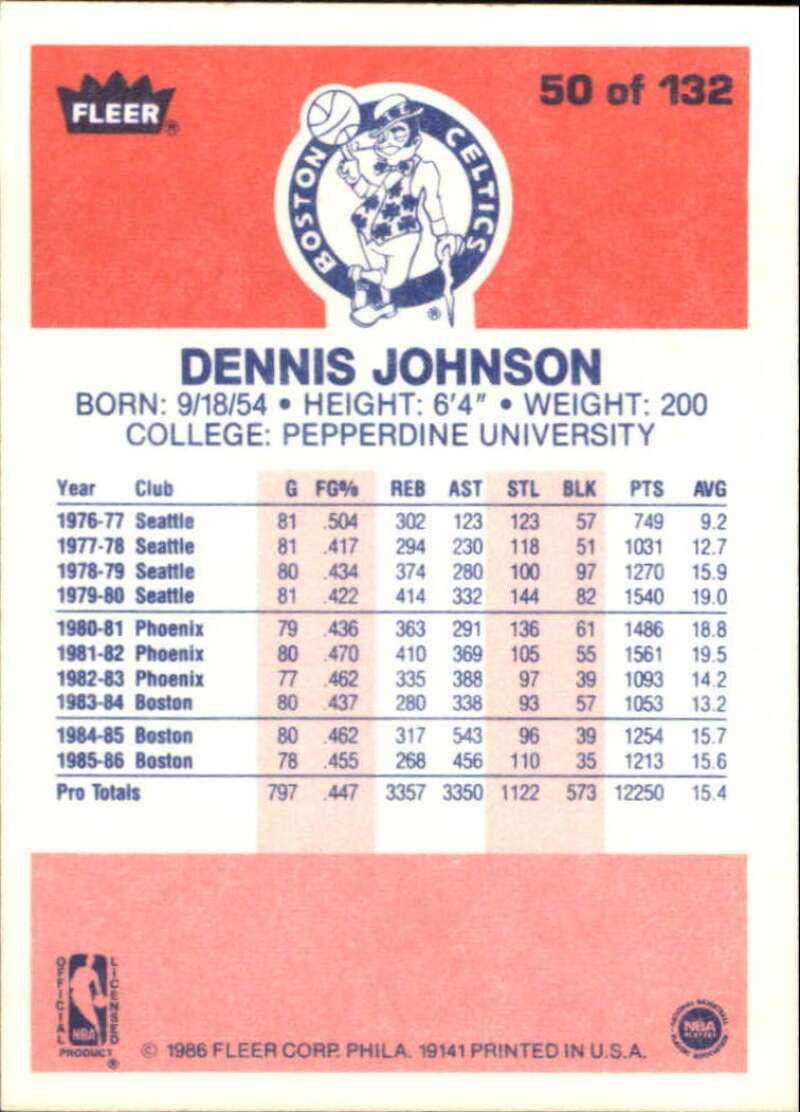 FLEER®
50 of 132
BOSTON CELTICS
®
DENNIS JOHNSON
BORN: 9/18/54 • HEIGHT: 6'4" • WEIGHT: 200
COLLEGE: PEPPERDINE UNIVERSITY
Year Club G FG% REB AST STL BLK PTS AVG
1976-77 Seattle 81 .504 302 123 123 57 749 9.2
1977-78 Seattle 81 .417 294 230 118 51 1031 12.7
1978-79 Seattle 80 .434 374 280 100 97 1270 15.9
1979-80 Seattle 81 .422 414 332 144 82 1540 19.0
1980-81 Phoenix 79 .436 363 291 136 61 1486 18.8
1981-82 Phoenix 80 .470 410 369 105 55 1561 19.5
1982-83 Phoenix 77 .462 335 388 97 39 1093 14.2
1983-84 Boston 80 .437 280 338 93 57 1053 13.2
1984-85 Boston 80 .462 317 543 96 39 1254 15.7
1985-86 Boston 78 .455 268 456 110 35 1213 15.6
Pro Totals 797 .447 3357 3350 1122 573 12250 15.4
OFFICIAL LICENSED
NBA
PRODUCT ®
© 1986 FLEER CORP. PHILA. 19141 PRINTED IN U.S.A.
NATIONAL BASKETBALL
NBA
PLAYERS
PLAYERS ASSOCIATION